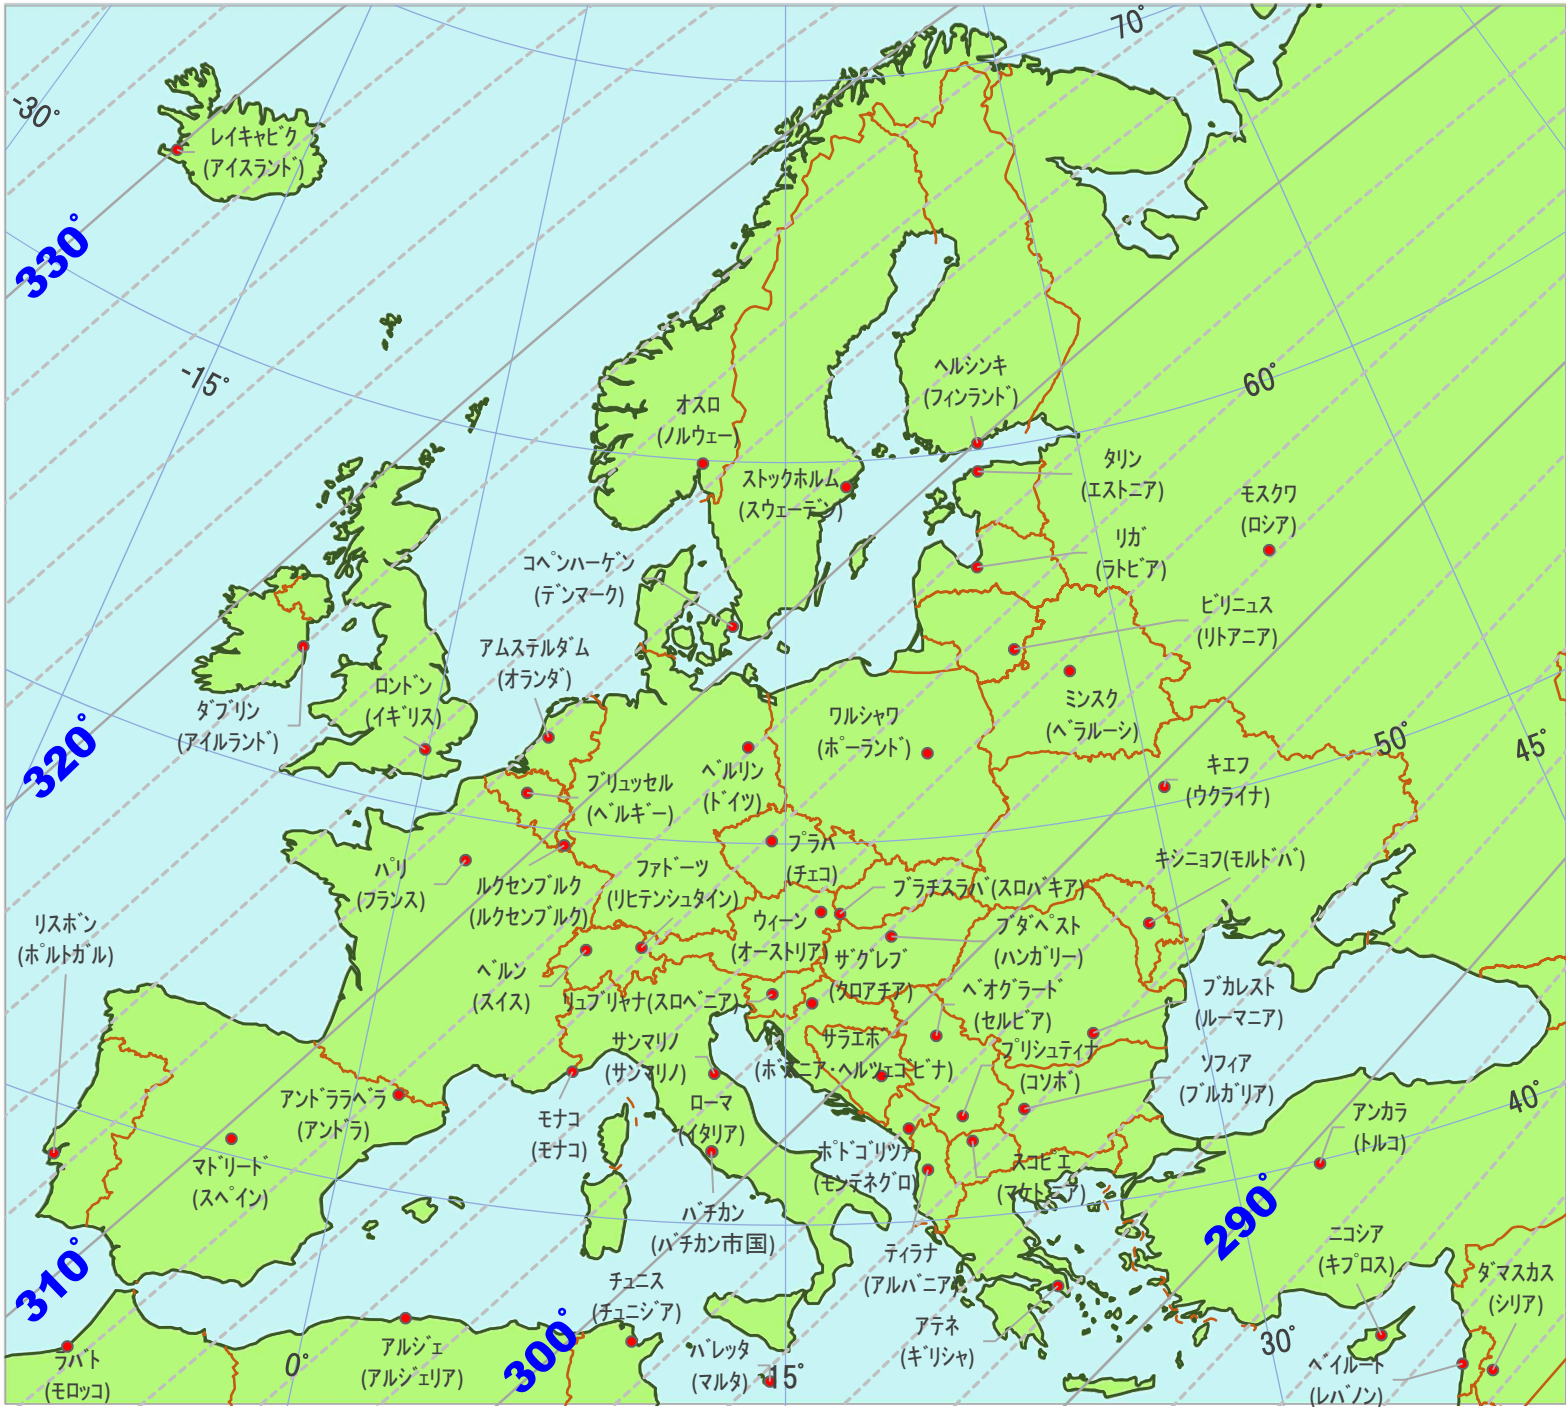 70°
-30°
レイキャビク
(アイスランド)
330°
-15°
ヘルシンキ
(フィンランド)
60°
オスロ
(ノルウェー)
ストックホルム
(スウェーデン)
タリン
(エストニア)
モスクワ
(ロシア)
リガ
(ラトビア)
コペンハーゲン
(デンマーク)
ビリニュス
(リトアニア)
アムステルダム
(オランダ)
ロンドン
(イギリス)
ダブリン
(アイルランド)
ミンスク
(ベラルーシ)
ワルシャワ
(ポーランド)
320°
50°
45°
ベルリン
(ドイツ)
キエフ
(ウクライナ)
ブリュッセル
(ベルギー)
プラハ
(チェコ)
キシニョフ(モルドバ)
パリ
(フランス)
ルクセンブルク
(ルクセンブルク)
ファドーツ
(リヒテンシュタイン)
ブラチスラバ(スロバキア)
リスボン
(ポルトガル)
ウィーン
(オーストリア)
ブダペスト
(ハンガリー)
ザグレブ
(クロアチア)
ベルン
(スイス)
リュブリャナ(スロベニア)
ベオグラード
(セルビア)
ブカレスト
(ルーマニア)
サンマリノ
(サンマリノ)
サラエボ
(ボスニア・ヘルツェゴビナ)
プリシュティナ
(コソボ)
ソフィア
(ブルガリア)
アンドララベラ
(アンドラ)
モナコ
(モナコ)
ローマ
(イタリア)
40°
アンカラ
(トルコ)
マドリード
(スペイン)
ポドゴリツァ
(モンテネグロ)
スコピエ
(マケドニア)
バチカン
(バチカン市国)
290°
310°
ティラナ
(アルバニア)
ニコシア
(キプロス)
ダマスカス
(シリア)
チュニス
(チュニジア)
アテネ
(ギリシャ)
300°
30°
ラバト
(モロッコ)
0°
アルジェ
(アルジェリア)
バレッタ
(マルタ)
15°
ベイルート
(レバノン)